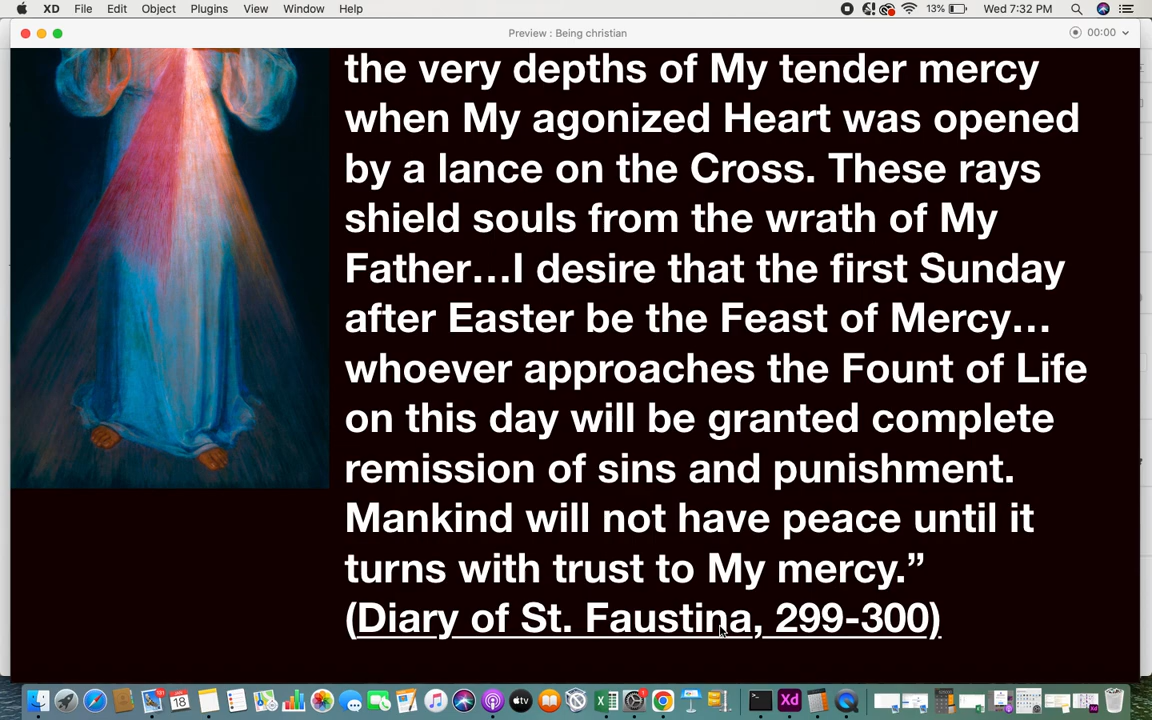 XD File Edit Object Plugins View Window Help 13% Wed 7:32 PM
Preview : Being christian 00:00
the very depths of My tender mercy
when My agonized Heart was opened
by a lance on the Cross. These rays
shield souls from the wrath of My
Father...I desire that the first Sunday
after Easter be the Feast of Mercy...
whoever approaches the Fount of Life
on this day will be granted complete
remission of sins and punishment.
Mankind will not have peace until it
turns with trust to My mercy.”
(Diary of St. Faustina, 299-300)
18 tv Xd